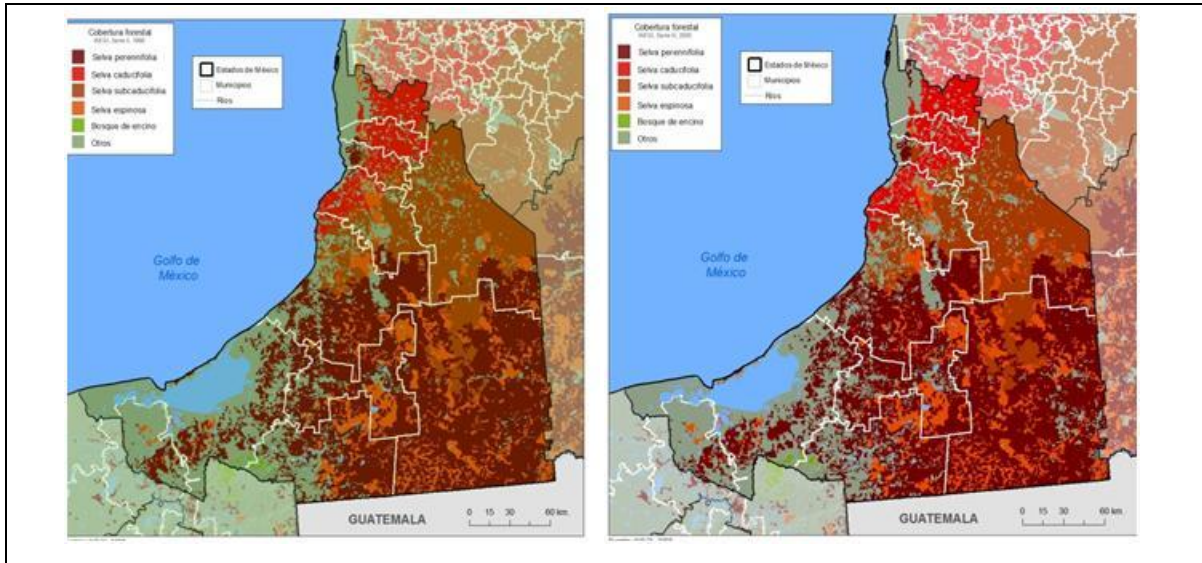 Cobertura forestal
Selva perennifolia
Selva caducifolia
Selva subcaducifolia
Selva espinosa
Bosque de encino
Otros
Estados de México
Municipios
Ríos
Golfo de
México
GUATEMALA
0 15 30 60 km.
Cobertura forestal
Selva perennifolia
Selva caducifolia
Selva subcaducifolia
Selva espinosa
Bosque de encino
Otros
Estados de México
Municipios
Ríos
Golfo de
México
GUATEMALA
0 15 30 60 km.